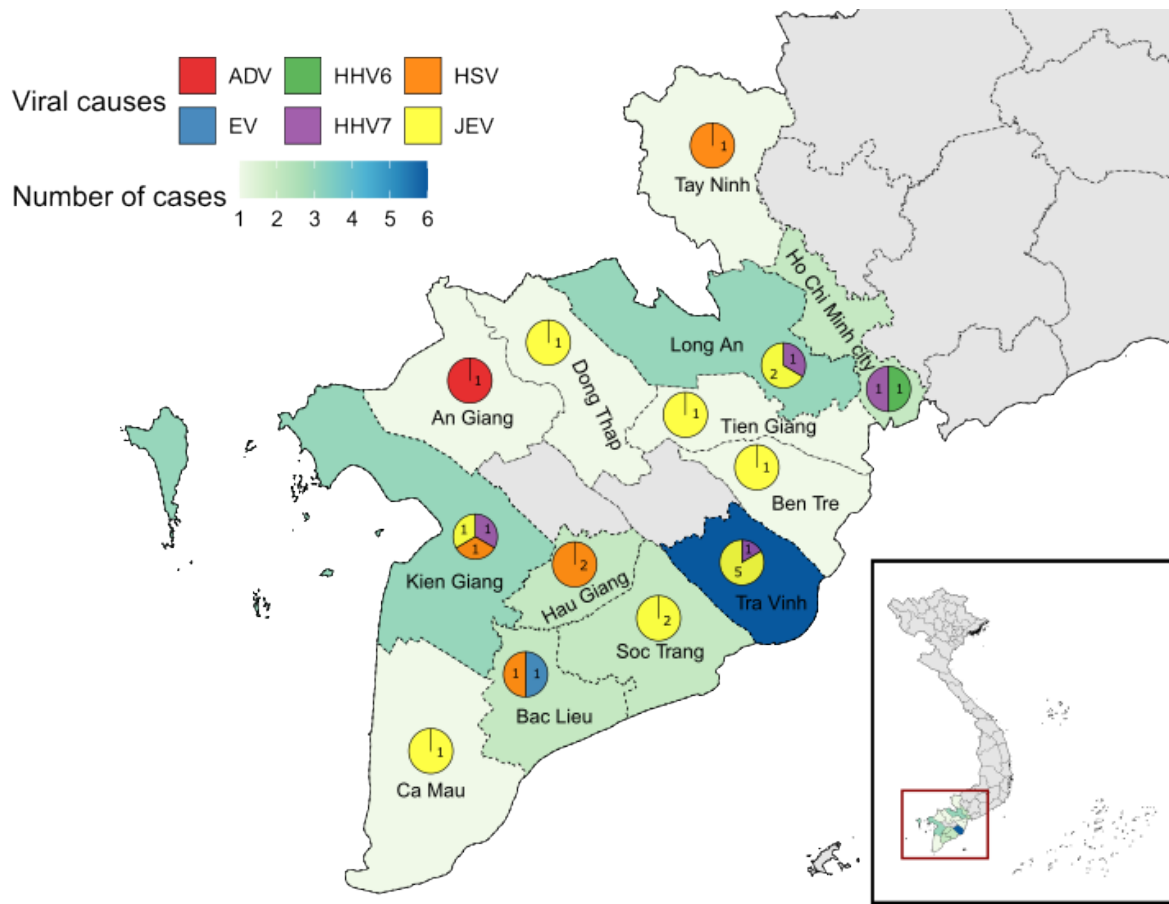 ADV HHV6 HSV
Viral causes
EV HHV7 JEV
Number of cases
1 2 3 4 5 6
1
Tay Ninh
Ho Chi Minh city
Long An
1
2
1
Dong Thap
1
An Giang
1 1
1
Tien Giang
1
Ben Tre
1 1
1
Kien Giang
2
Hau Giang
1
5
Tra Vinh
2
Soc Trang
1 1
Bac Lieu
1
Ca Mau